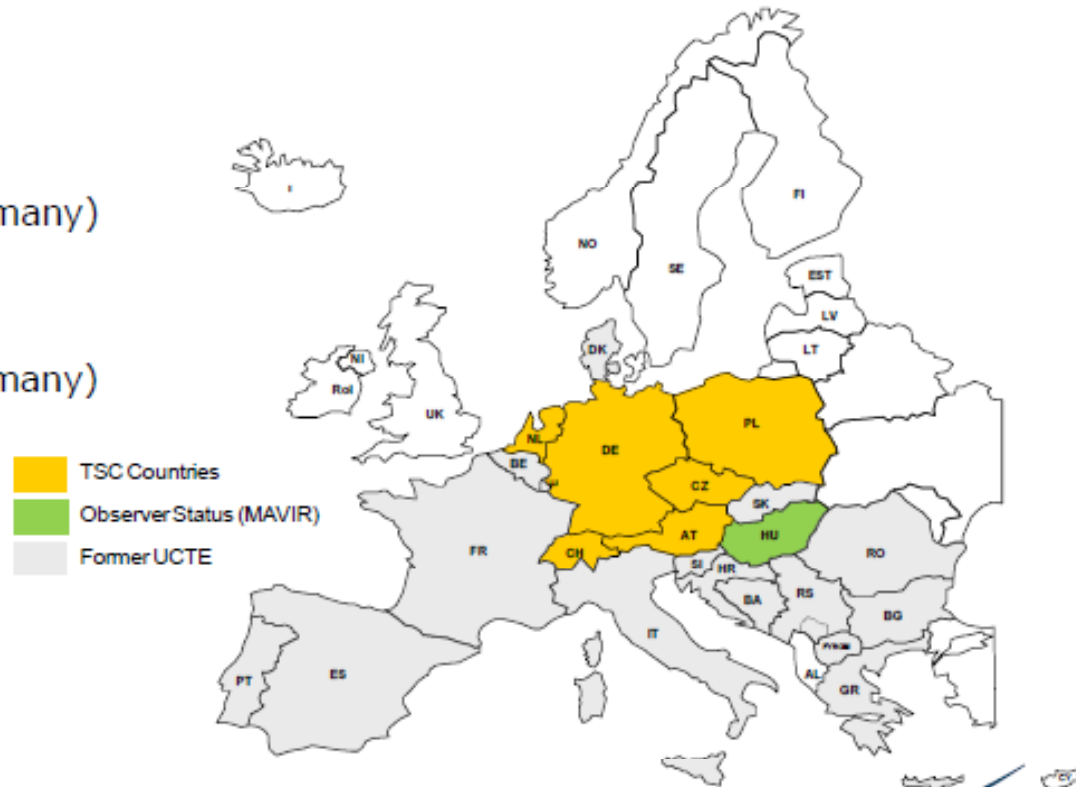 many)
many)
TSC Countries
Observer Status (MAVIR)
Former UCTE
I
FI
NO
SE
EST
LV
LT
DK
NI
RoI
UK
NL
BE
DE
PL
CZ
SK
FR
CH
AT
HU
SI
HR
RO
BA
RS
BG
IT
AL
GR
PT
ES
CY